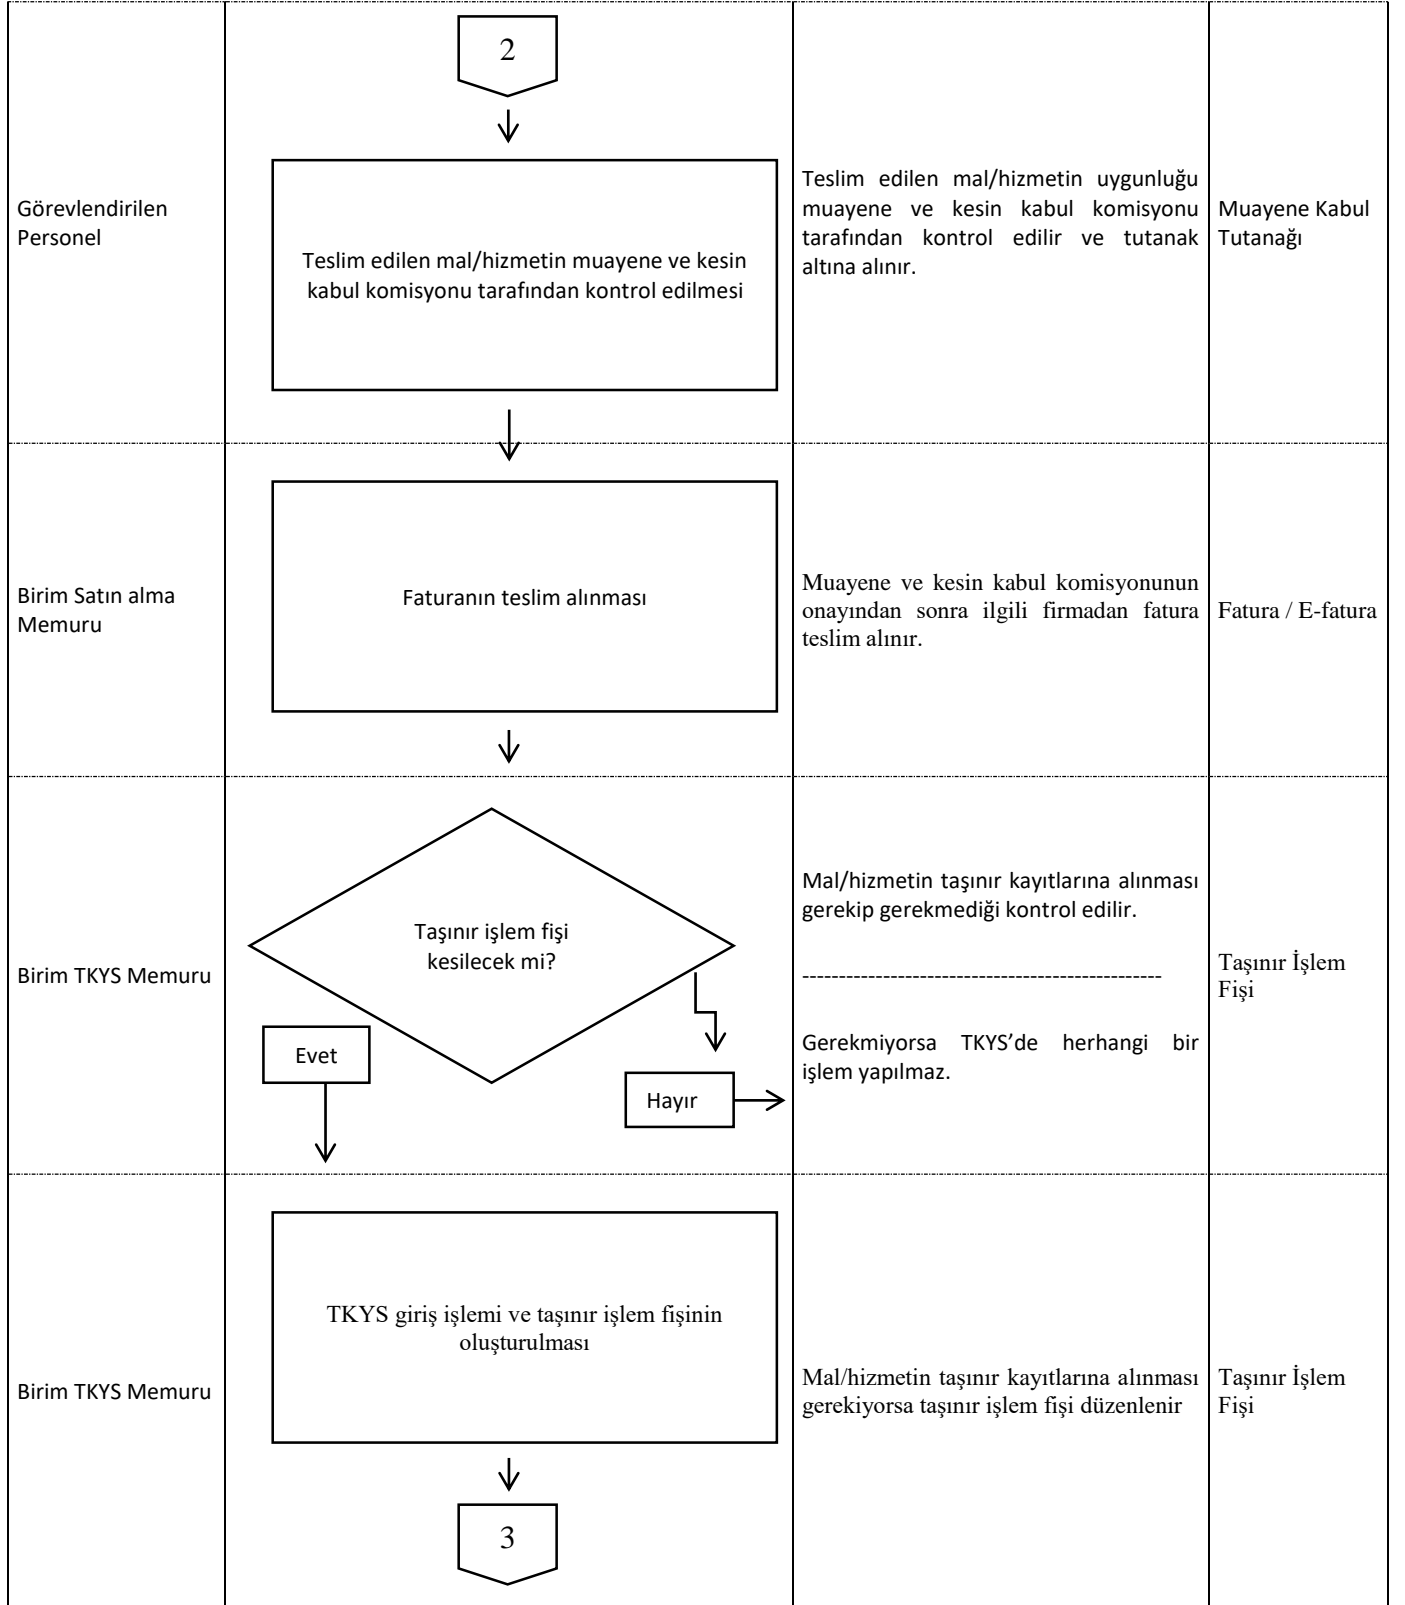 2
Görevlendirilen
Personel
Teslim edilen mal/hizmetin muayene ve kesin
kabul komisyonu tarafından kontrol edilmesi
Teslim edilen mal/hizmetin uygunluğu
muayene ve kesin kabul komisyonu
tarafından kontrol edilir ve tutanak
altına alınır.
Muayene Kabul
Tutanağı
Birim Satın alma
Memuru
Faturanın teslim alınması
Muayene ve kesin kabul komisyonunun
onayından sonra ilgili firmadan fatura
teslim alınır.
Fatura / E-fatura
Birim TKYS Memuru
Taşınır işlem fişi
kesilecek mi?
Evet
Hayır
Mal/hizmetin taşınır kayıtlarına alınması
gerekip gerekmediği kontrol edilir.
-------------------------------------------------
Gerekmiyorsa TKYS’de herhangi bir
işlem yapılmaz.
Taşınır İşlem
Fişi
Birim TKYS Memuru
TKYS giriş işlemi ve taşınır işlem fişinin
oluşturulması
Mal/hizmetin taşınır kayıtlarına alınması
gerekiyorsa taşınır işlem fişi düzenlenir
Taşınır İşlem
Fişi
3